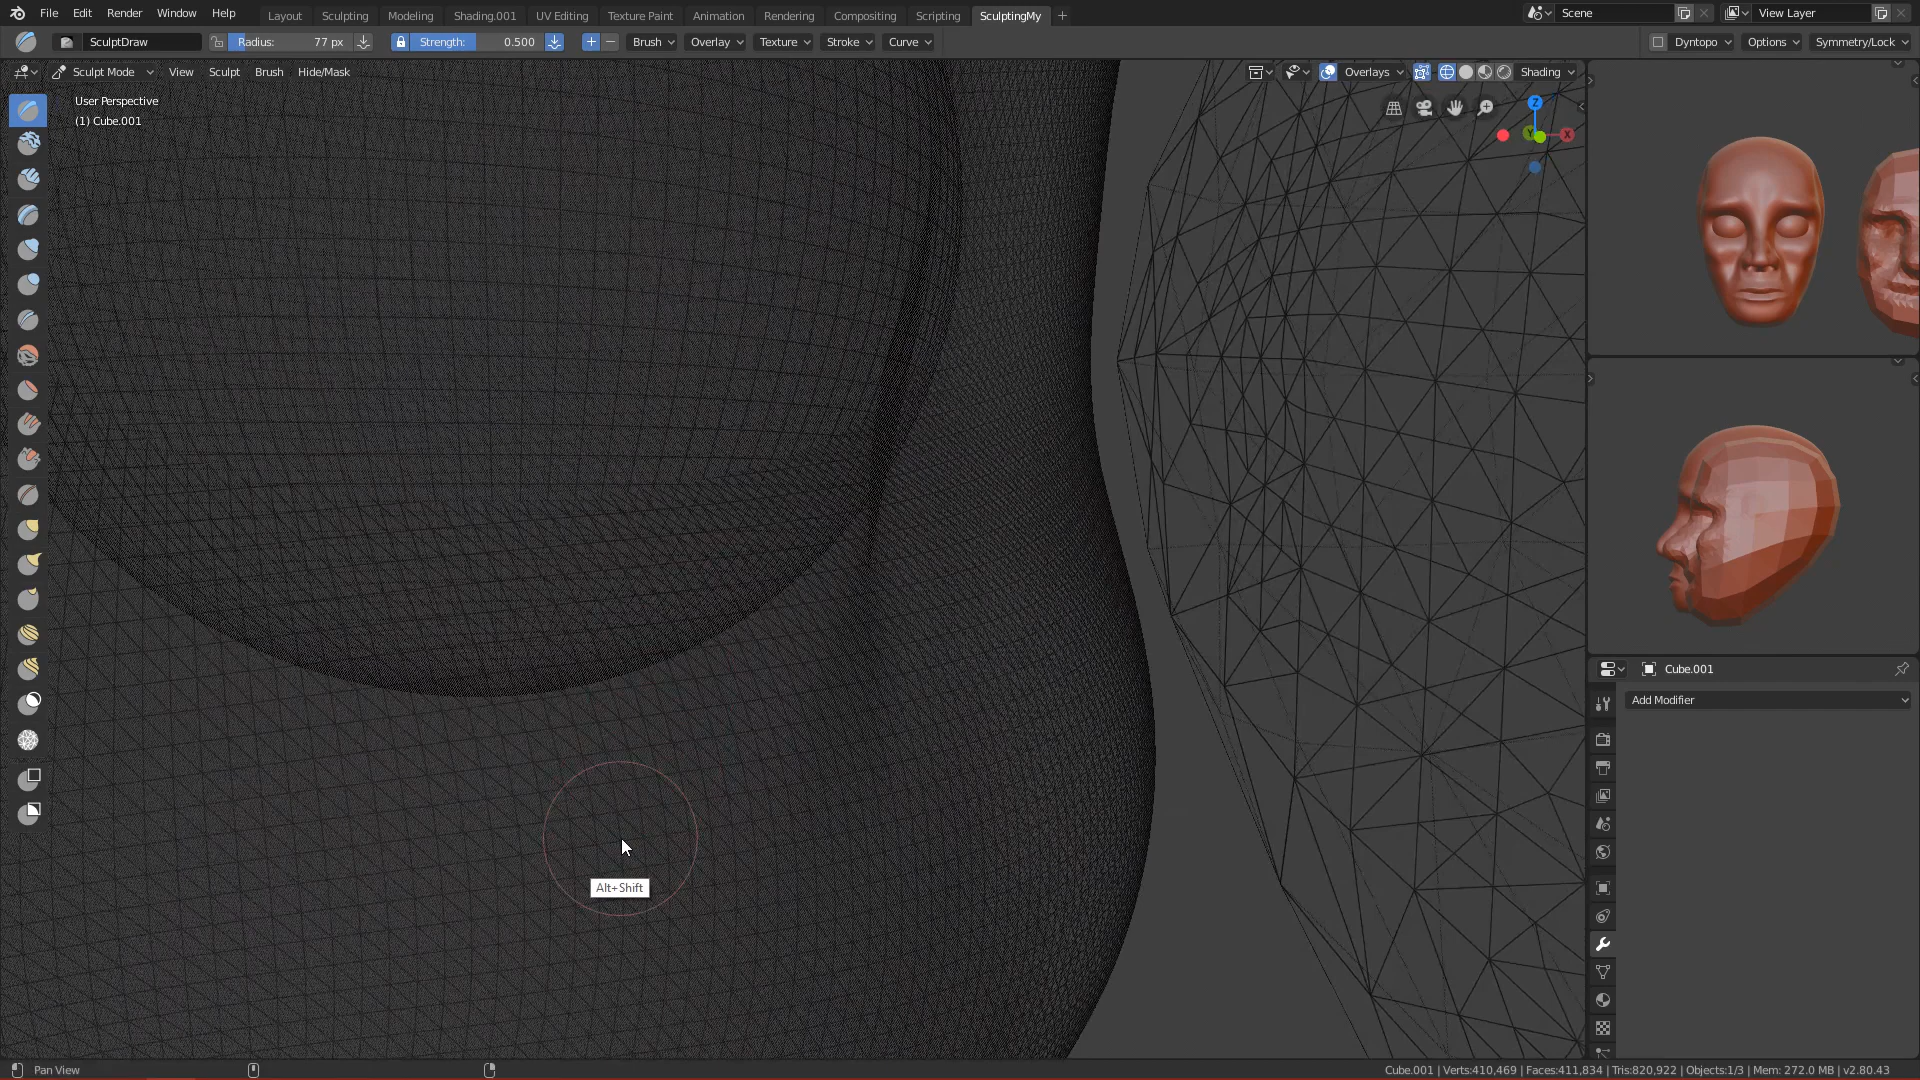 File Edit Render Window Help Layout Sculpting Modeling Shading.001 UV Editing Texture Paint Animation Rendering Compositing Scripting SculptingMy Scene View Layer
SculptDraw Radius: 77 px Strength: 0.500 Brush Overlay Texture Stroke Curve Dyntopo Options Symmetry/Lock
Sculpt Mode View Sculpt Brush Hide/Mask Overlays Shading
User Perspective
(1) Cube.001
Z
Y
X
Cube.001
Add Modifier
Alt+Shift
Pan View Cube.001 | Verts:410,469 | Faces:411,834 | Tris:820,922 | Objects:1/3 | Mem: 272.0 MB | v2.80.43